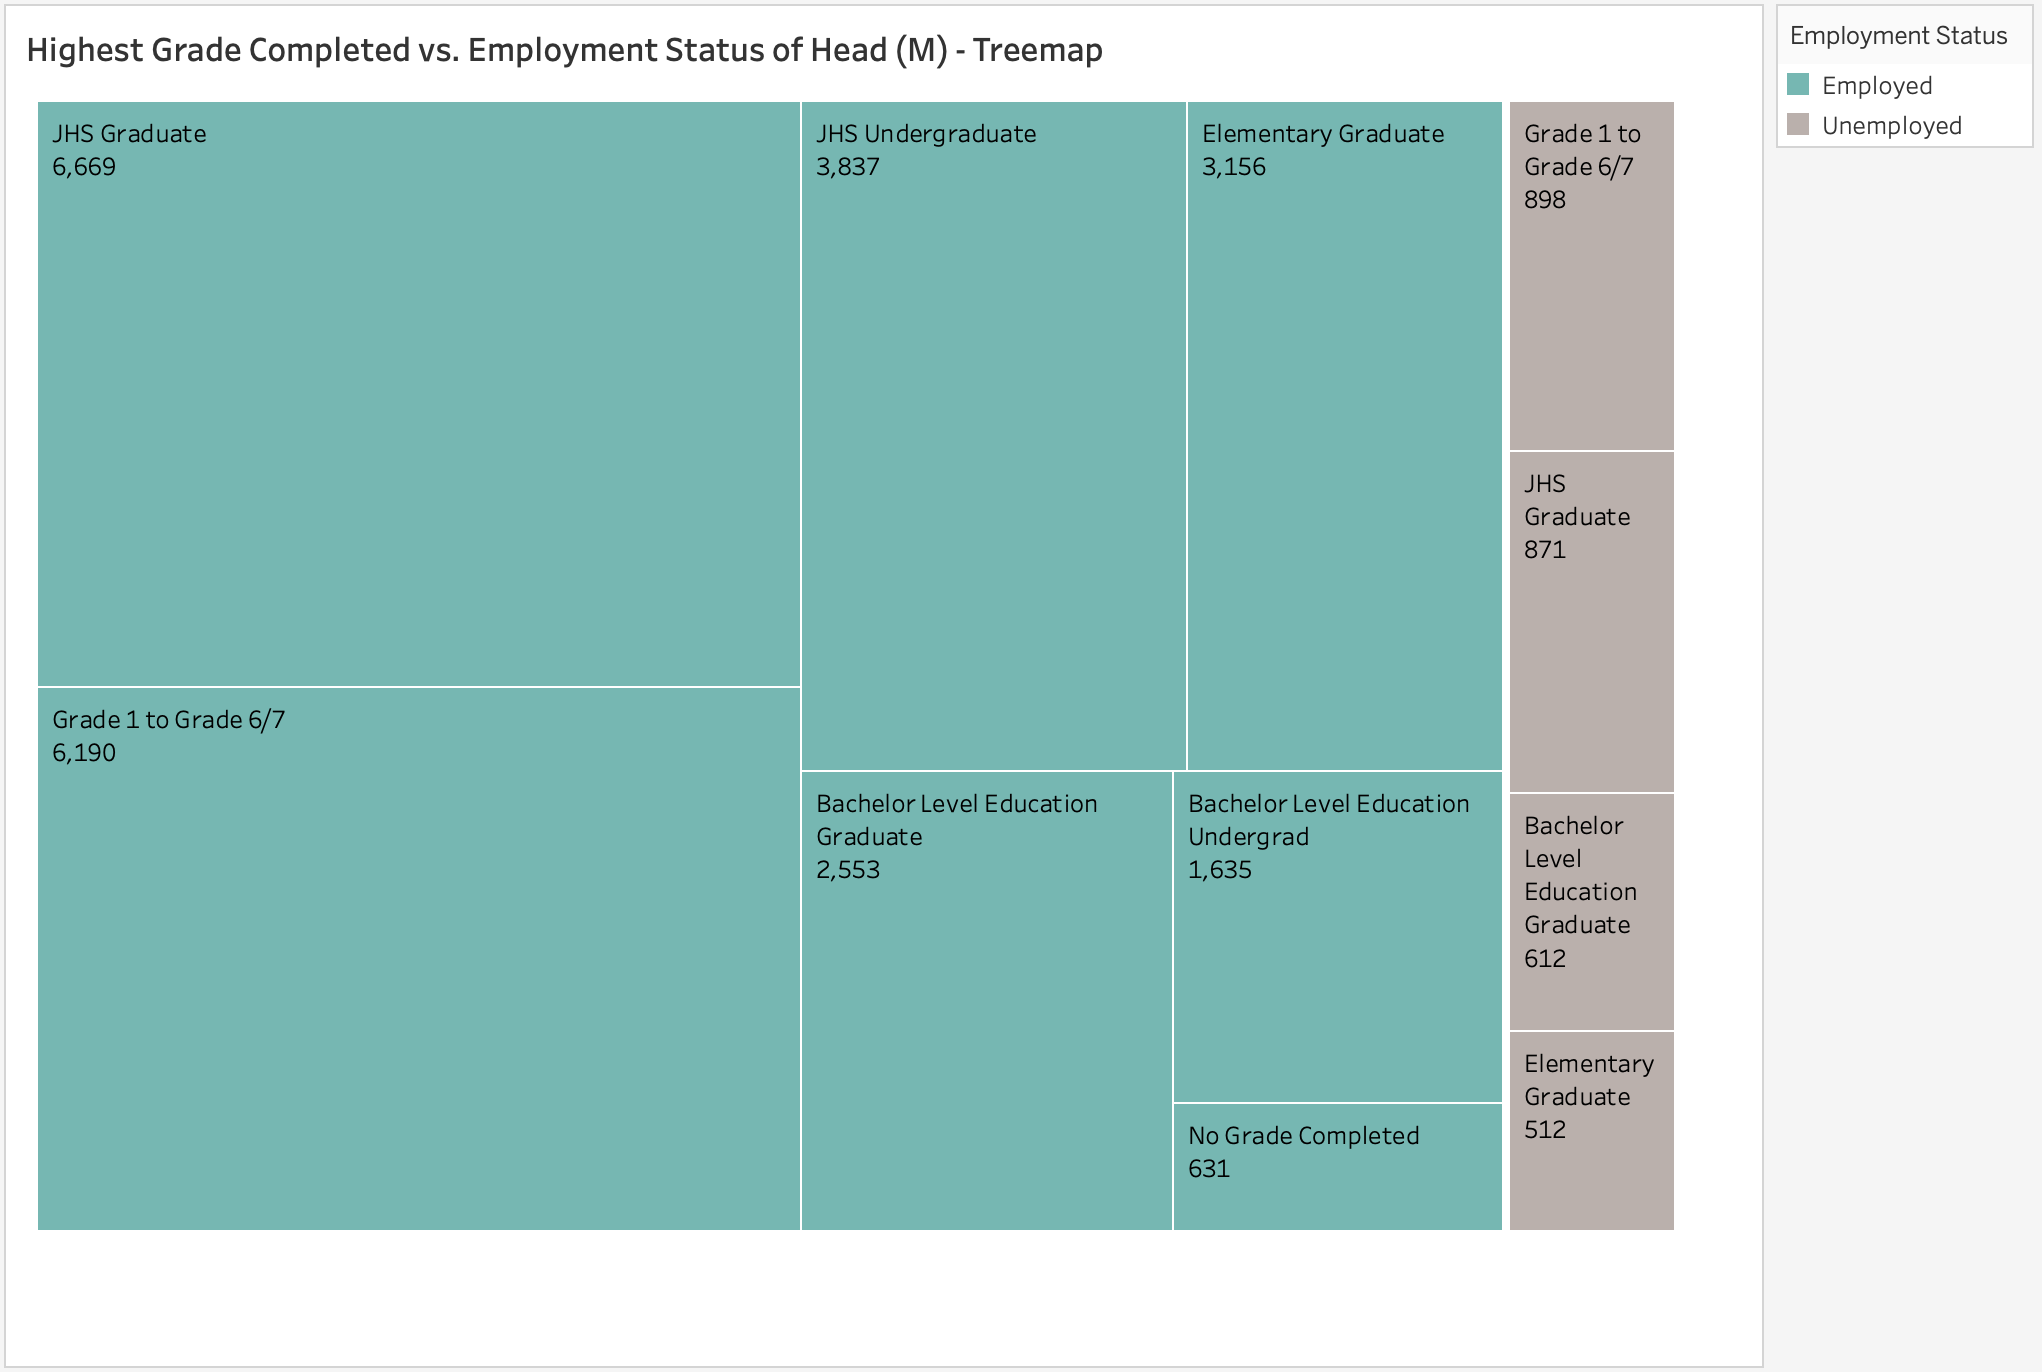 Highest Grade Completed vs. Employment Status of Head (M) - Treemap
Employment Status
Employed
Unemployed
JHS Graduate
6,669
Grade 1 to Grade 6/7
6,190
JHS Undergraduate
3,837
Elementary Graduate
3,156
Bachelor Level Education
Graduate
2,553
Bachelor Level Education
Undergrad
1,635
No Grade Completed
631
Grade 1 to
Grade 6/7
898
JHS
Graduate
871
Bachelor
Level
Education
Graduate
612
Elementary
Graduate
512